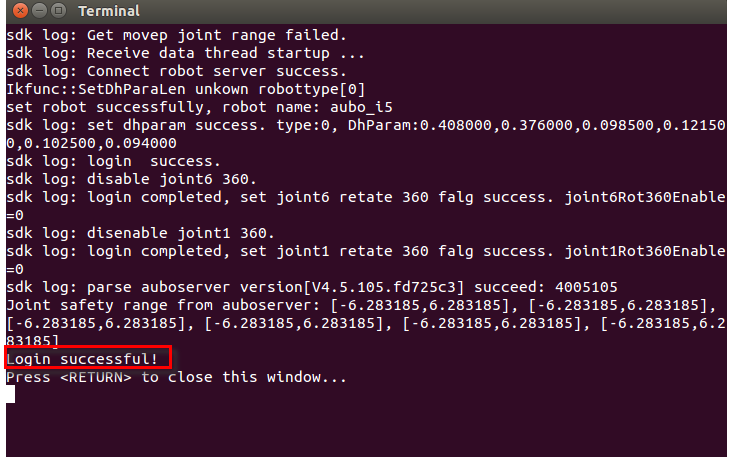 Terminal
sdk log: Get movep joint range failed.
sdk log: Receive data thread startup ...
sdk log: Connect robot server success.
Ikfunc::SetDhParaLen unkown robottype[0]
set robot successfully, robot name: aubo_i5
sdk log: set dhparam success. type:0, DhParam:0.408000,0.376000,0.098500,0.12150
0,0.102500,0.094000
sdk log: login  success.
sdk log: disable joint6 360.
sdk log: login completed, set joint6 retate 360 falg success. joint6Rot360Enable
=0
sdk log: disenable joint1 360.
sdk log: login completed, set joint1 retate 360 falg success. joint1Rot360Enable
=0
sdk log: parse auboserver version[V4.5.105.fd725c3] succeed: 4005105
Joint safety range from auboserver: [-6.283185,6.283185], [-6.283185,6.283185],
[-6.283185,6.283185], [-6.283185,6.283185], [-6.283185,6.283185], [-6.283185,6.2
83185]
Login successful!
Press <RETURN> to close this window...